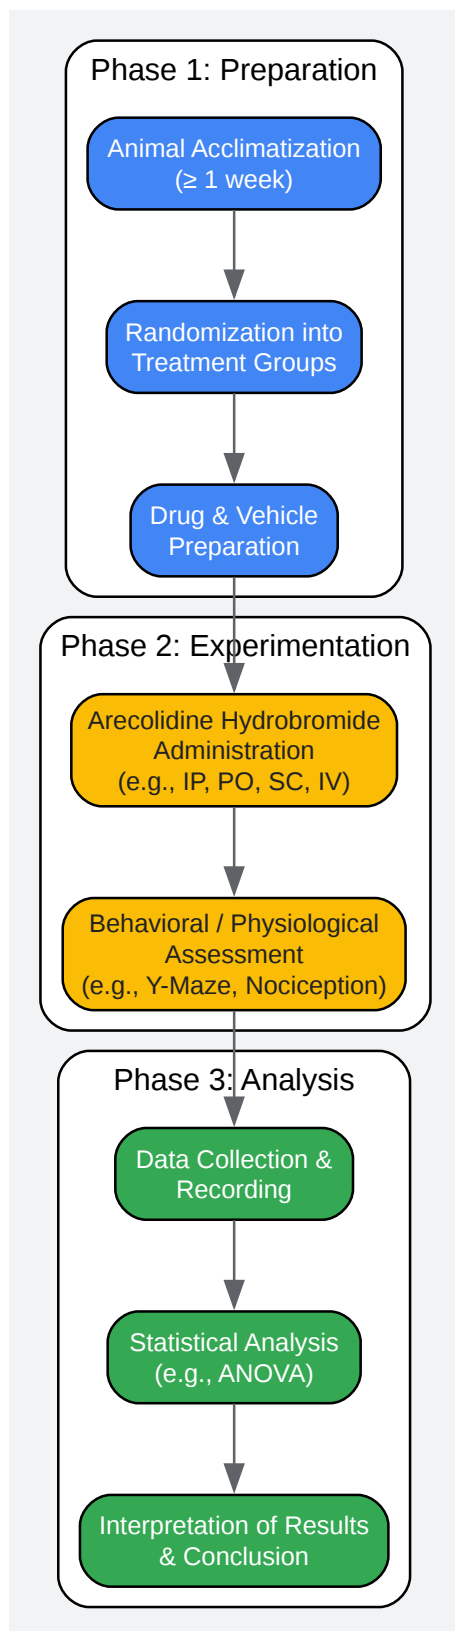 Phase 1: Preparation
Animal Acclimatization
(≥ 1 week)
Randomization into
Treatment Groups
Drug & Vehicle
Preparation
Phase 2: Experimentation
Arecolidine Hydrobromide
Administration
(e.g., IP, PO, SC, IV)
Behavioral / Physiological
Assessment
(e.g., Y-Maze, Nociception)
Phase 3: Analysis
Data Collection &
Recording
Statistical Analysis
(e.g., ANOVA)
Interpretation of Results
& Conclusion